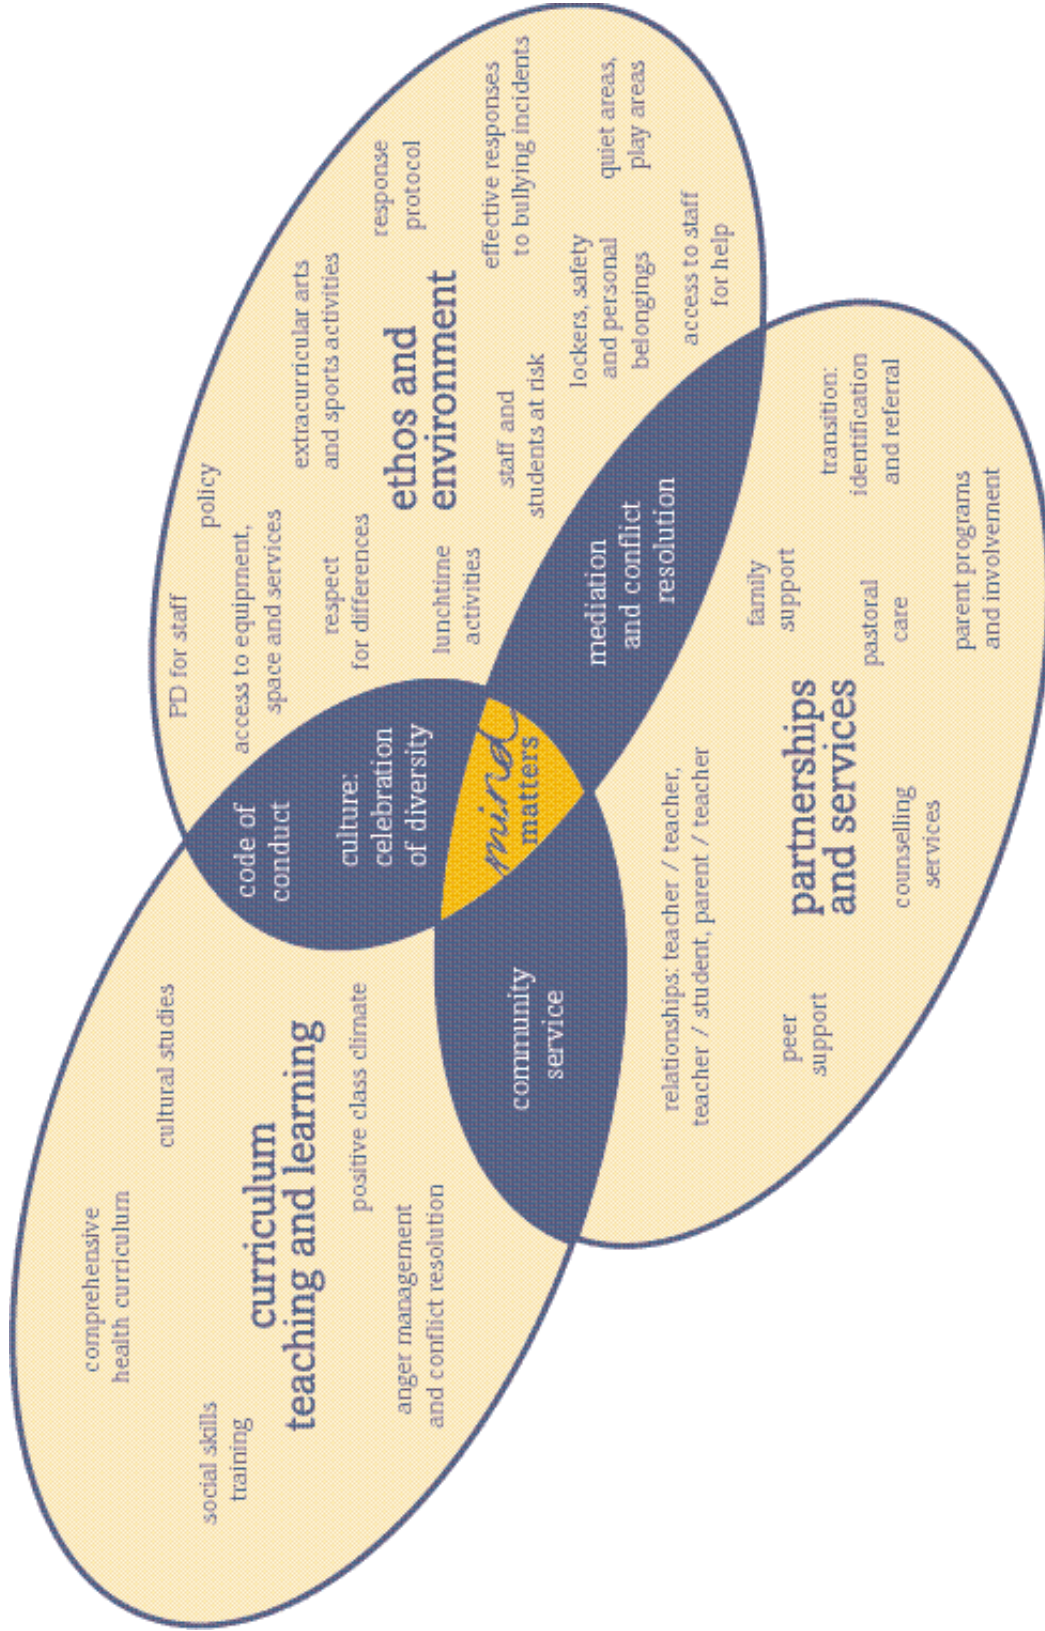 comprehensive
health curriculum
cultural studies
social skills
training
curriculum
teaching and learning
positive class climate
anger management
and conflict resolution
code of
conduct
culture:
celebration
of diversity
PD for staff
policy
access to equipment,
space and services
extracurricular arts
and sports activities
respect
for differences
response
protocol
ethos and
environment
lunchtime
activities
effective responses
to bullying incidents
staff and
students at risk
lockers, safety
and personal
belongings
quiet areas,
play areas
access to staff
for help
mind
matters
community
service
mediation
and conflict
resolution
relationships: teacher / teacher,
teacher / student, parent / teacher
family
support
transition:
identification
and referral
peer
support
partnerships
and services
pastoral
care
counselling
services
parent programs
and involvement